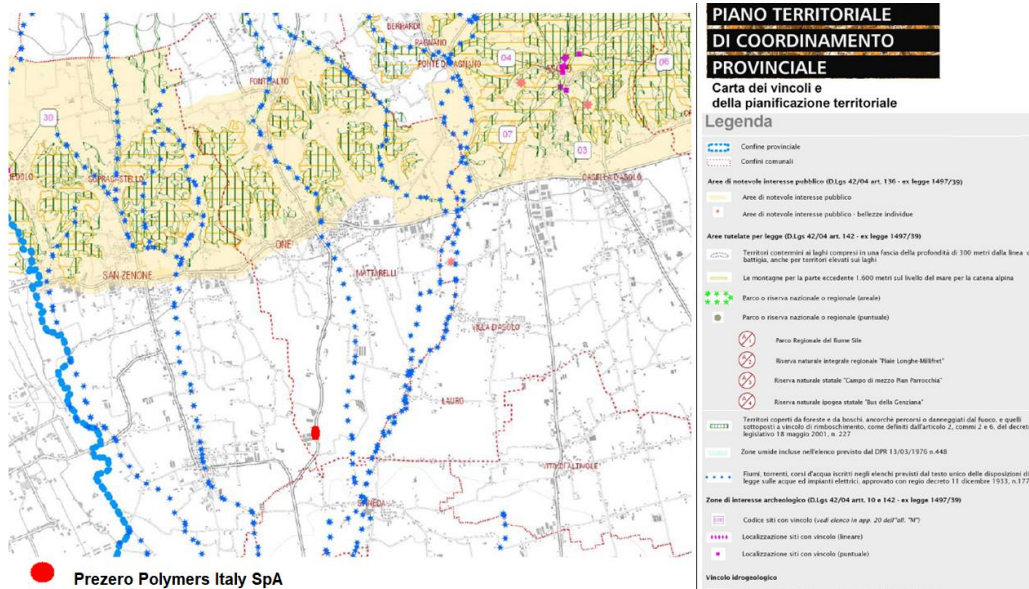 BERNARDI
PAGNANO
PONTE DI PAGNANO
04
06
FONTE ALTO
30
07
03
SOPRACASTELLO
CASELLA D'ASOLO
ONE
SAN ZENONE
MATTARELLI
VILLA D'ASOLO
LAURO
VITO DI ALTIVOLE
Prezero Polymers Italy SpA
PIANO TERRITORIALE
DI COORDINAMENTO
PROVINCIALE
Carta dei vincoli e
della pianificazione territoriale
Legenda
Confine provinciale
Confini comunali
Aree di notevole interesse pubblico (D.Lgs 42/04 art. 136 - ex legge 1497/39)
Aree di notevole interesse pubblico
Aree di notevole interesse pubblico - bellezze individue
Aree tutelate per legge (D.Lgs 42/04 art. 142 - ex legge 1497/39)
Territori contermini ai laghi compresi in una fascia della profondità di 300 metri dalla linea
battigia, anche per territori elevati sui laghi
Le montagne per la parte eccedente 1.600 metri sul livello del mare per la catena alpina
Parco o riserva nazionale o regionale (areale)
Parco o riserva nazionale o regionale (puntuale)
Parco Regionale del fiume Sile
Riserva naturale integrale regionale "Piaie Longhe-Millifret"
Riserva naturale statale "Campo di mezzo Pian Parrocchia"
Riserva naturale ipogea statale "Bus della Genziana"
Territori coperti da foreste e da boschi, ancorchè percorsi o danneggiati dal fuoco, e quelli
sottoposti a vincolo di rimboschimento, come definiti dall'articolo 2, commi 2 e 6, del decreto
legislativo 18 maggio 2001, n. 227
Zone umide incluse nell'elenco previsto dal DPR 13/03/1976 n.448
Fiumi, torrenti, corsi d'acqua iscritti negli elenchi previsti dal testo unico delle disposizioni di
legge sulle acque ed impianti elettrici, approvato con regio decreto 11 dicembre 1933, n.177
Zone di interesse archeologico (D.Lgs 42/04 artt. 10 e 142 - ex legge 1497/39)
Codice siti con vincolo (vedi elenco in app. 20 dell'all. "M")
Localizzazione siti con vincolo (lineare)
Localizzazione siti con vincolo (puntuale)
Vincolo idrogeologico